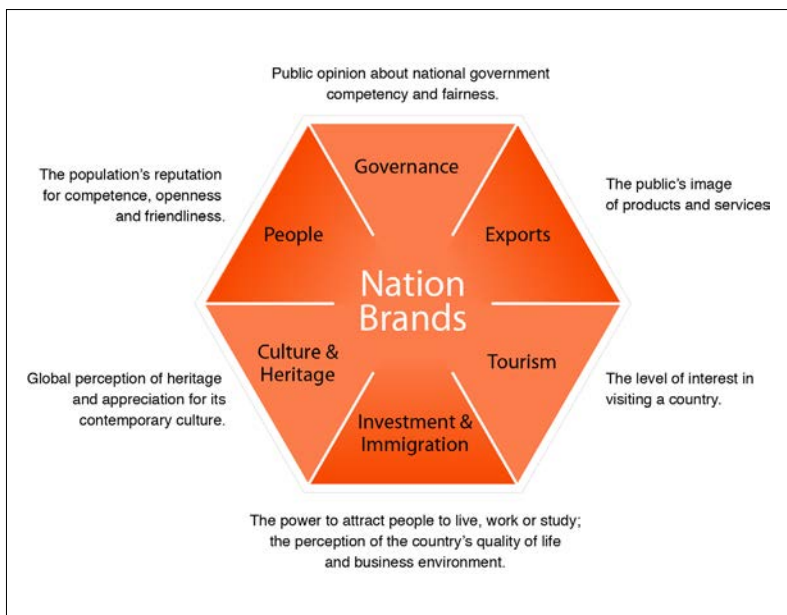 Public opinion about national government
competency and fairness.
Governance
The population's reputation
for competence, openness
and friendliness.
People
Exports
The public's image
of products and services
Nation
Brands
Culture &
Heritage
Tourism
Global perception of heritage
and appreciation for its
contemporary culture.
The level of interest in
visiting a country.
Investment &
Immigration
The power to attract people to live, work or study;
the perception of the country's quality of life
and business environment.